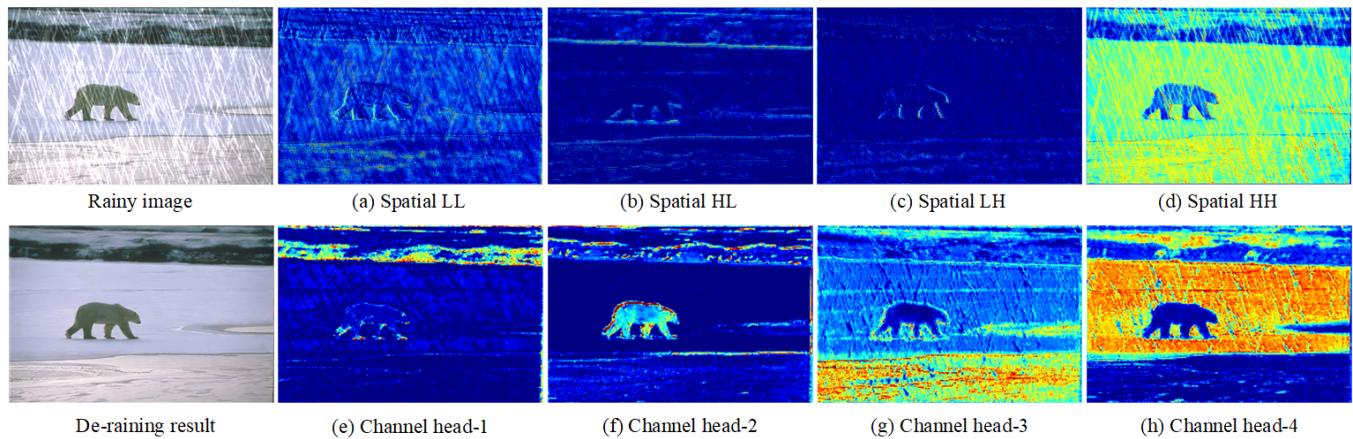 Rainy image
(a) Spatial LL
(b) Spatial HL
(c) Spatial LH
(d) Spatial HH
De-raining result
(e) Channel head-1
(f) Channel head-2
(g) Channel head-3
(h) Channel head-4